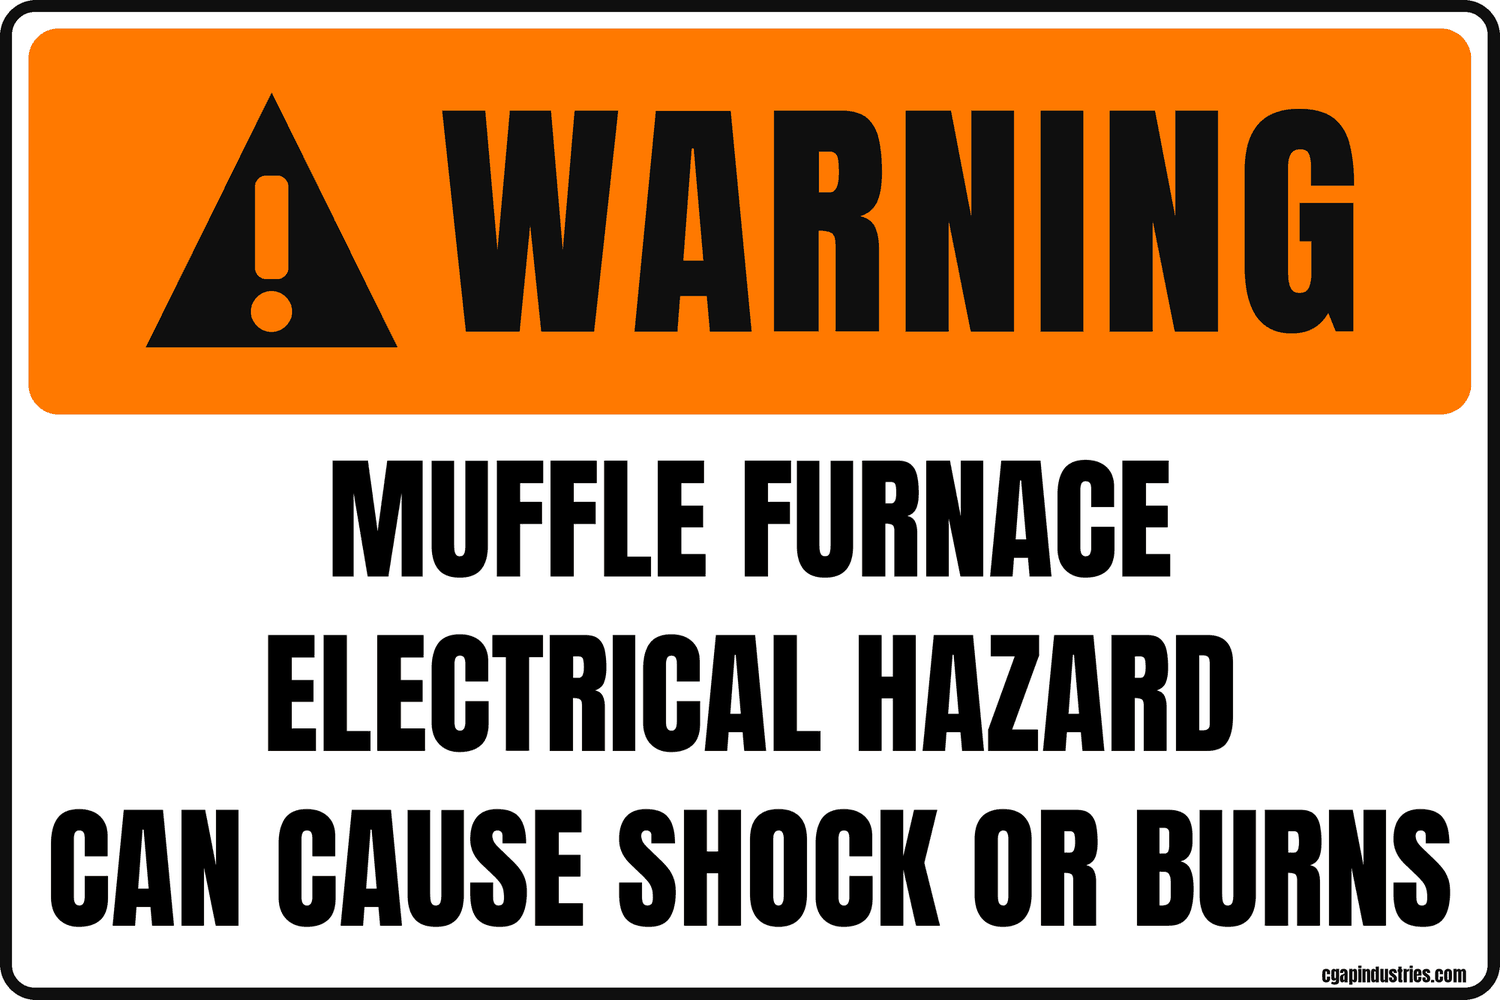 WARNING
MUFFLE FURNACE
ELECTRICAL HAZARD
CAN CAUSE SHOCK OR BURNS
cgapindustries.com